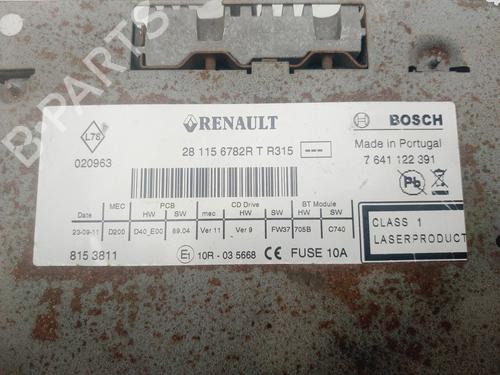 B-PARTS
RENAULT
BOSCH
L78
020963
28 115 6782R T R315
Made in Portugal
7 641 122 391
Pb
MEC PCB CD Drive BT Module
Date HW SW mec HW SW HW SW
23-09-11 D200 D40_E00 89.04 Ver 11 Ver 9 FW37 705B C740
CLASS 1
LASERPRODUCT
815 3811
E1 10R - 03 5668 CE FUSE 10A